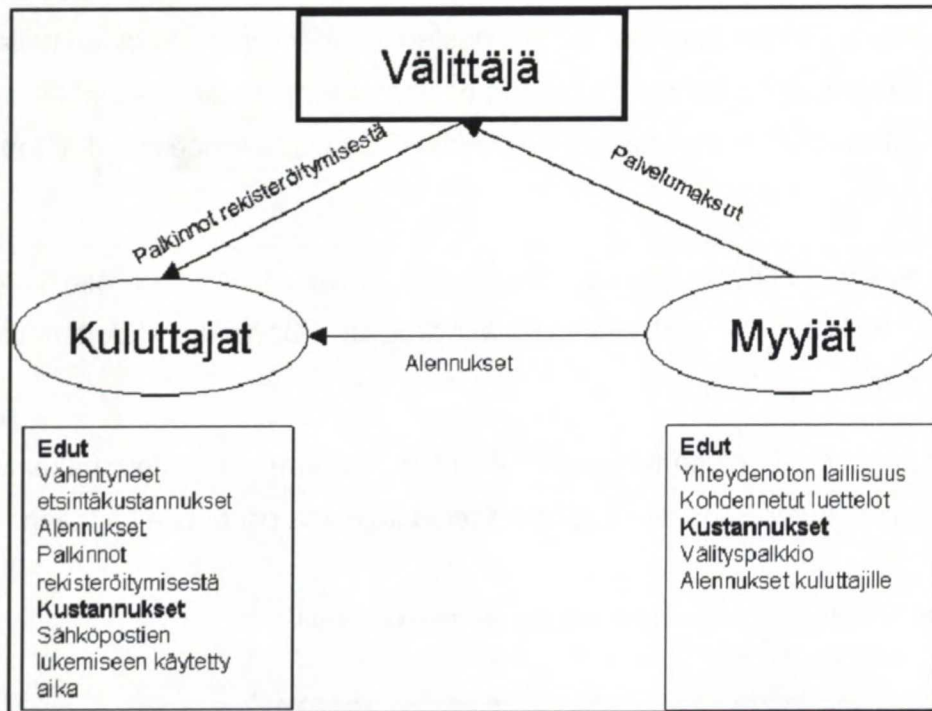 Välittäjä
Palkinnot rekisteröitymisestä
Palvelumaksut
Kuluttajat
Alennukset
Myyjät
Edut
Vähentyneet
etsintäkustannukset
Alennukset
Palkinnot
rekisteröitymisestä
Kustannukset
Sähköpostien
lukemiseen käytetty
aika
Edut
Yhteydenoton laillisuus
Kohdennetut luettelot
Kustannukset
Välityspalkkio
Alennukset kuluttajille